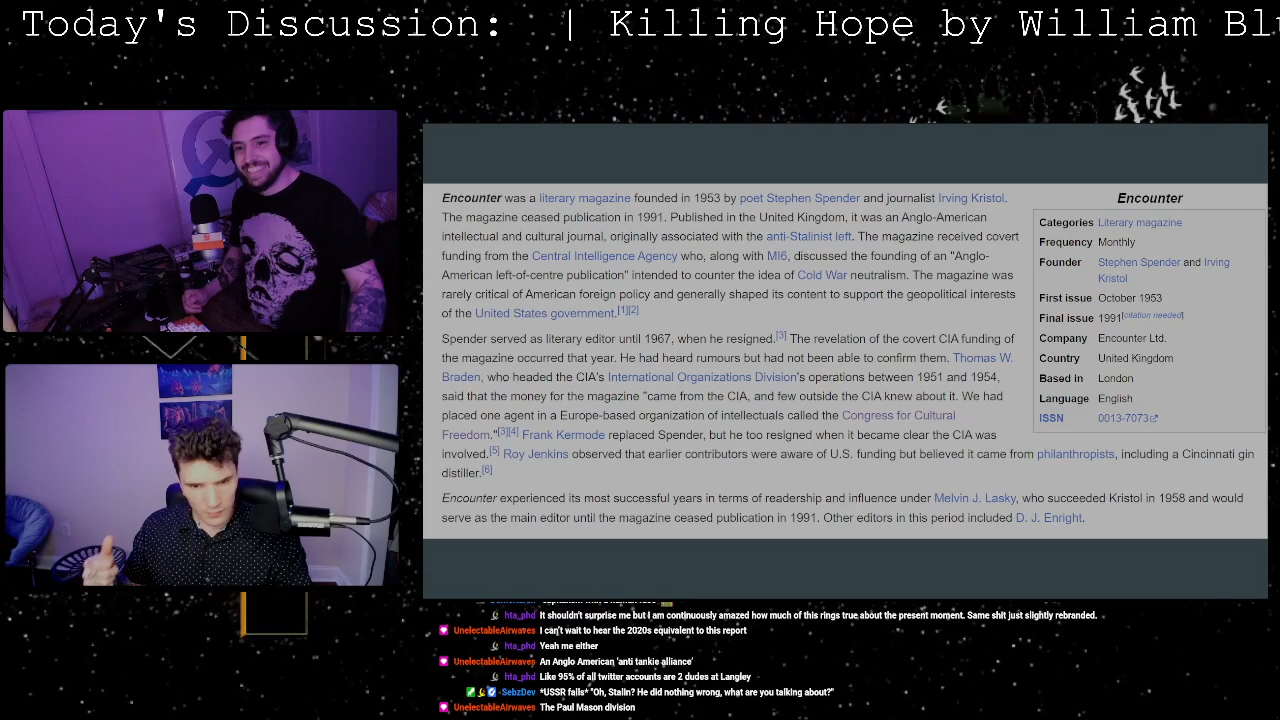 Today's Discussion: | Killing Hope by William Bl
Encounter was a literary magazine founded in 1953 by poet Stephen Spender and journalist Irving Kristol.
The magazine ceased publication in 1991. Published in the United Kingdom, it was an Anglo-American
intellectual and cultural journal, originally associated with the anti-Stalinist left. The magazine received covert
funding from the Central Intelligence Agency who, along with MI6, discussed the founding of an "Anglo-
American left-of-centre publication" intended to counter the idea of Cold War neutralism. The magazine was
rarely critical of American foreign policy and generally shaped its content to support the geopolitical interests
of the United States government.[1][2]
Spender served as literary editor until 1967, when he resigned.[3] The revelation of the covert CIA funding of
the magazine occurred that year. He had heard rumours but had not been able to confirm them. Thomas W.
Braden, who headed the CIA's International Organizations Division's operations between 1951 and 1954,
said that the money for the magazine "came from the CIA, and few outside the CIA knew about it. We had
placed one agent in a Europe-based organization of intellectuals called the Congress for Cultural
Freedom."[3][4] Frank Kermode replaced Spender, but he too resigned when it became clear the CIA was
involved.[5] Roy Jenkins observed that earlier contributors were aware of U.S. funding but believed it came from philanthropists, including a Cincinnati gin
distiller.[6]
Encounter experienced its most successful years in terms of readership and influence under Melvin J. Lasky, who succeeded Kristol in 1958 and would
serve as the main editor until the magazine ceased publication in 1991. Other editors in this period included D. J. Enright.
Encounter
Categories Literary magazine
Frequency Monthly
Founder Stephen Spender and Irving
Kristol
First issue October 1953
Final issue 1991[citation needed]
Company Encounter Ltd.
Country United Kingdom
Based in London
Language English
ISSN 0013-7073
hta_phd It shouldn't surprise me but I am continuously amazed how much of this rings true about the present moment. Same shit just slightly rebranded.
UnelectableAirwaves I can't wait to hear the 2020s equivalent to this report
hta_phd Yeah me either
UnelectableAirwaves An Anglo American 'anti tankie alliance'
hta_phd Like 95% of all twitter accounts are 2 dudes at Langley
-SebzDev *USSR falls* "Oh, Stalin? He did nothing wrong, what are you talking about?"
UnelectableAirwaves The Paul Mason division